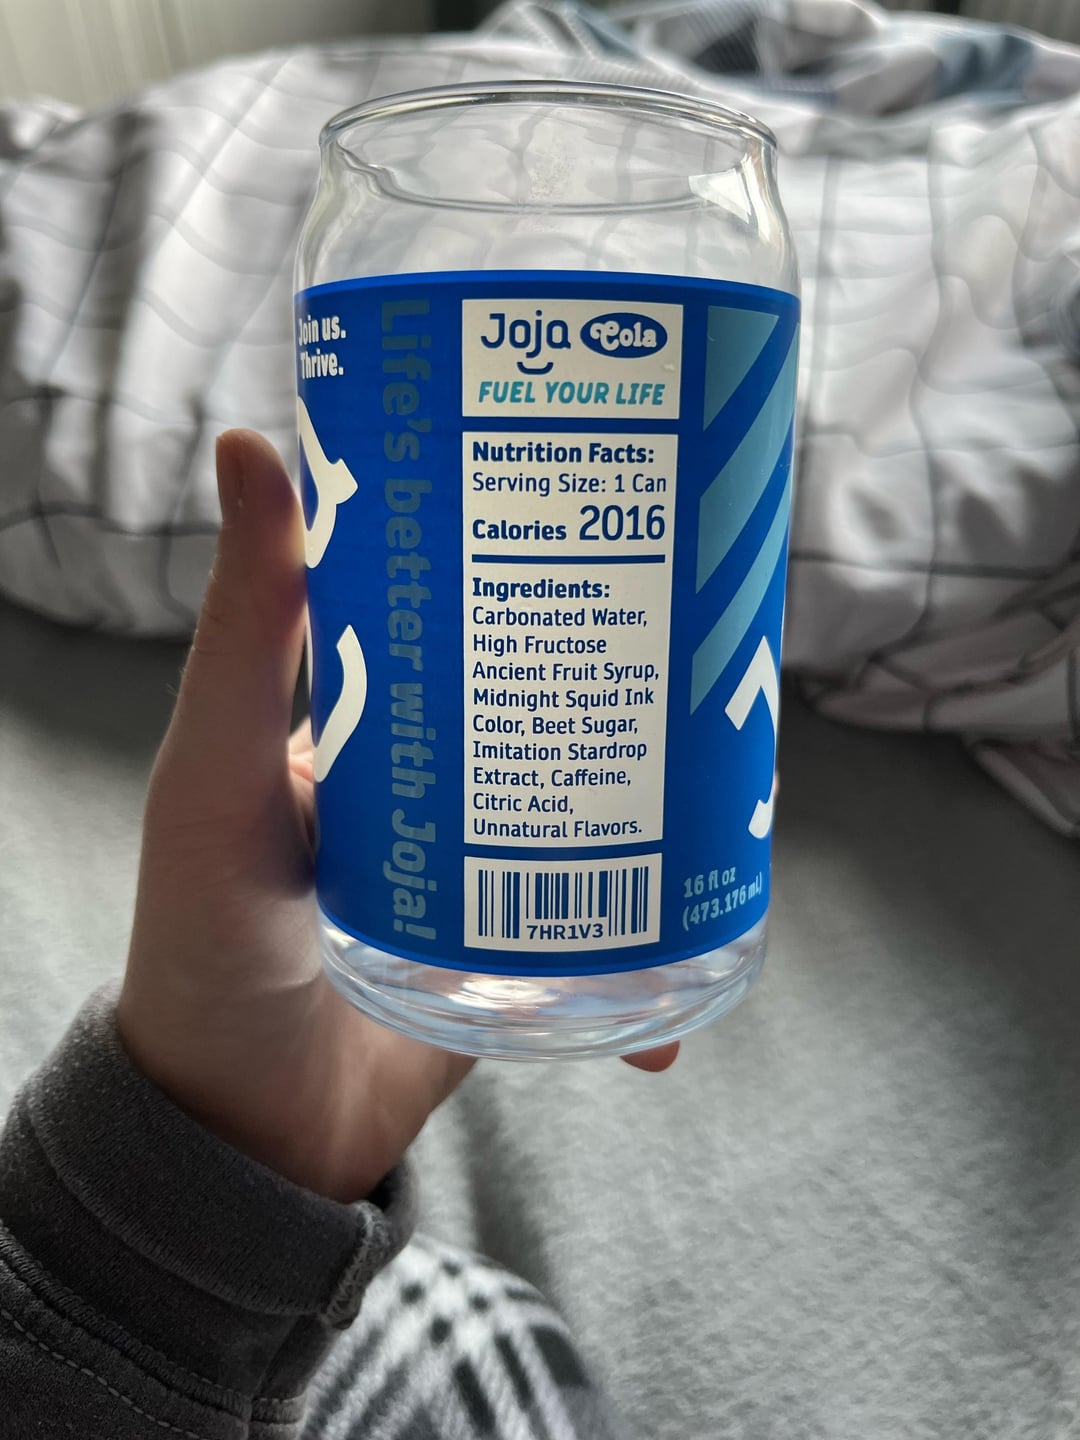 Join us.
Thrive.
Life's better with Joja!
Joja Cola
FUEL YOUR LIFE
Nutrition Facts:
Serving Size: 1 Can
Calories 2016
Ingredients:
Carbonated Water,
High Fructose
Ancient Fruit Syrup,
Midnight Squid Ink
Color, Beet Sugar,
Imitation Stardrop
Extract, Caffeine,
Citric Acid,
Unnatural Flavors.
7HR1V3
16 fl oz
(473.176 mL)